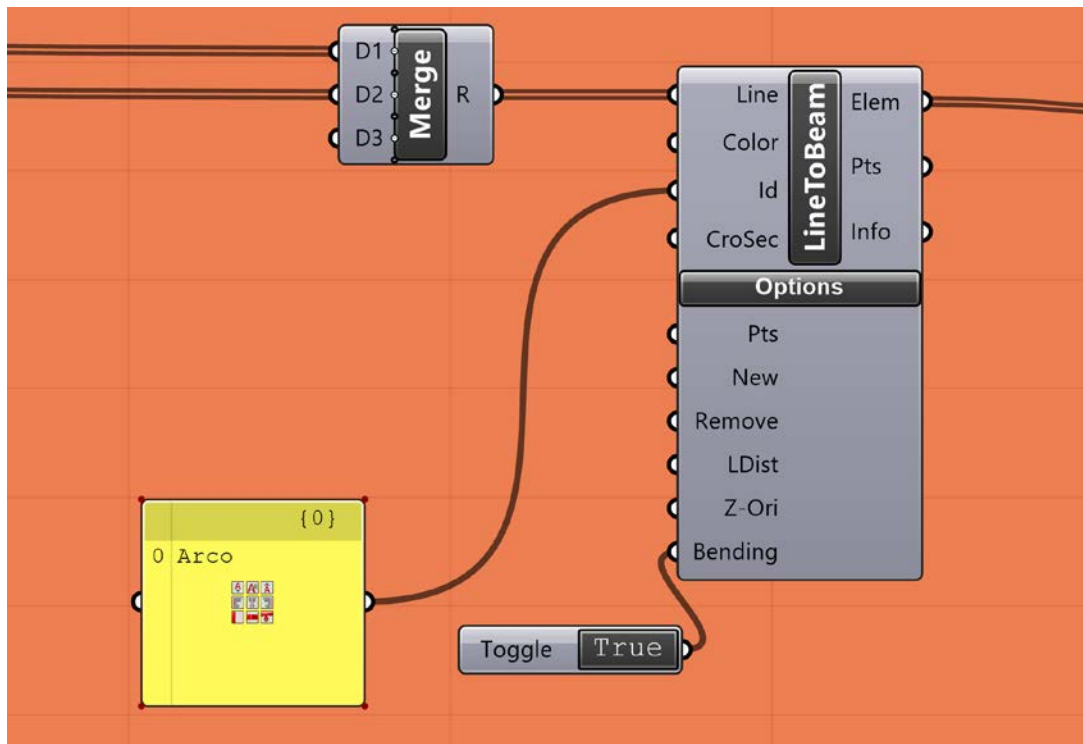 D1
D2
D3
Merge
R
Line
Color
Id
CroSec
LineToBeam
Elem
Pts
Info
Options
Pts
New
Remove
LDist
Z-Ori
Bending
{0}
0 Arco
Toggle True